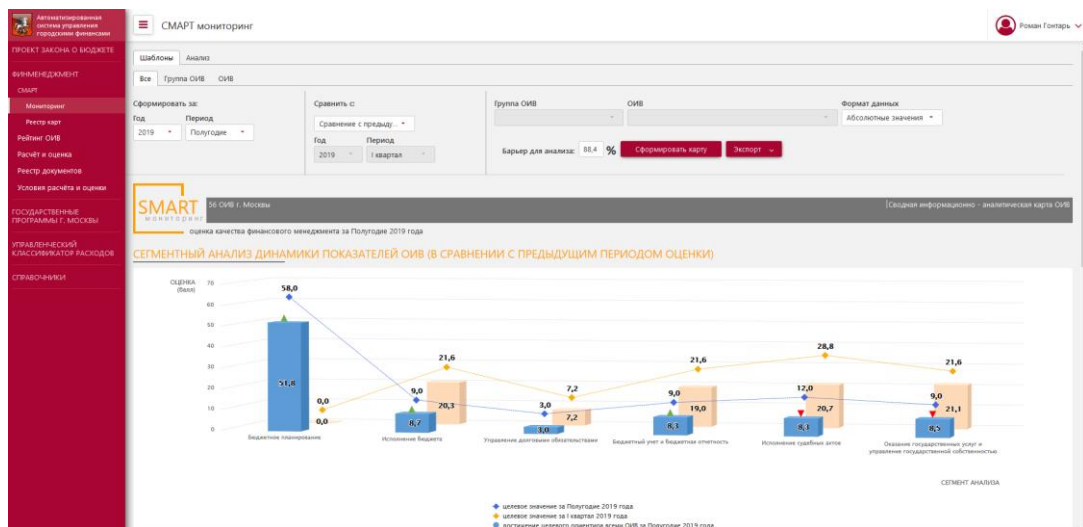 Автоматизированная
система управления
городскими финансами
СМАРТ мониторинг
Роман Гонтарь
ПРОЕКТ ЗАКОНА О БЮДЖЕТЕ
ФИНМЕНЕДЖМЕНТ
СМАРТ
Мониторинг
Реестр карт
Рейтинг ОИВ
Расчёт и оценка
Реестр документов
Условия расчёта и оценки
ГОСУДАРСТВЕННЫЕ
ПРОГРАММЫ Г. МОСКВЫ
УПРАВЛЕНЧЕСКИЙ
КЛАССИФИКАТОР РАСХОДОВ
СПРАВОЧНИКИ
Шаблоны Анализ
Все Группа ОИВ ОИВ
Сформировать за:
Год Период
2019 Полугодие
Сравнить с:
Сравнение с предыду...
Год Период
2019 I квартал
Группа ОИВ ОИВ Формат данных
Абсолютные значения
Барьер для анализа: 88,4 % Сформировать карту Экспорт
SMART
мониторинг
56 ОИВ г. Москвы
|Сводная информационно - аналитическая карта ОИВ
оценка качества финансового менеджмента за Полугодие 2019 года
СЕГМЕНТНЫЙ АНАЛИЗ ДИНАМИКИ ПОКАЗАТЕЛЕЙ ОИВ (В СРАВНЕНИИ С ПРЕДЫДУЩИМ ПЕРИОДОМ ОЦЕНКИ)
ОЦЕНКА
(балл)
70
60
50
40
30
20
10
0
58,0
51,8
0,0
0,0
Бюджетное планирование
21,6
9,0
20,3
8,7
Исполнение бюджета
7,2
3,0
7,2
3,0
Управление долговыми обязательствами
21,6
9,0
19,0
8,3
Бюджетный учет и бюджетная отчетность
28,8
12,0
20,7
8,3
Исполнение судебных актов
21,6
9,0
21,1
8,5
Оказание государственных услуг и
управление государственной собственностью
СЕГМЕНТ АНАЛИЗА
целевое значение за Полугодие 2019 года
целевое значение за I квартал 2019 года
достижение целевого ориентира всеми ОИВ за Полугодие 2019 года